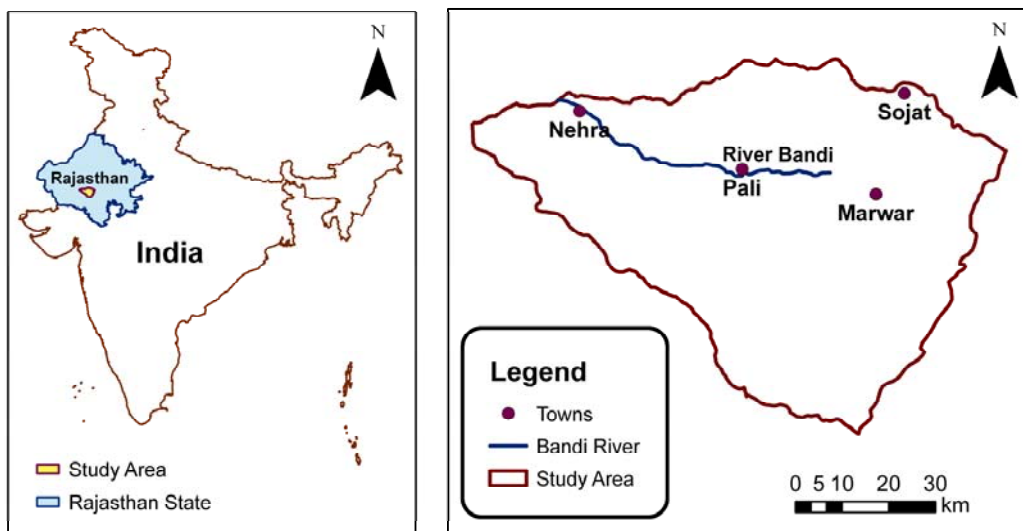 N
Rajasthan
India
Study Area
Rajasthan State
N
Sojat
Nehra
River Bandi
Pali
Marwar
Legend
Towns
Bandi River
Study Area
0 5 10 20 30
km